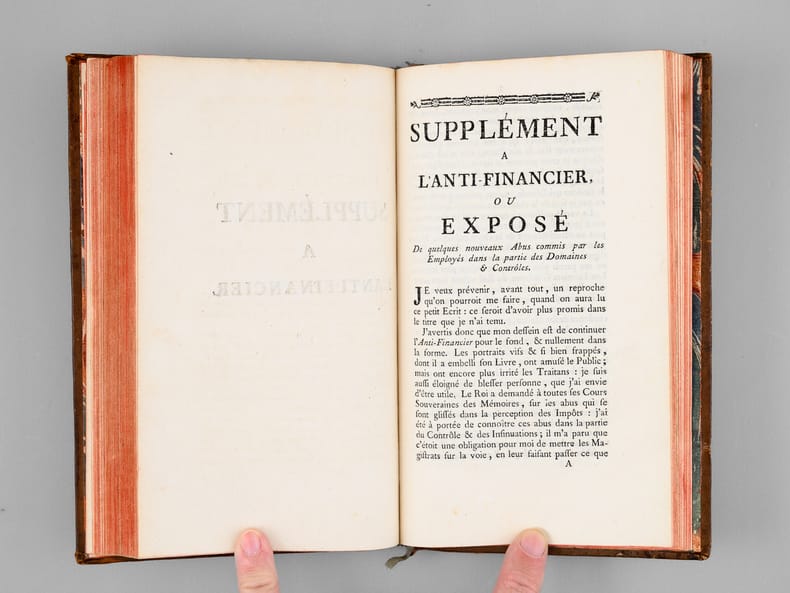 SUPPLÉMENT
A
L'ANTI-FINANCIER,
OU
EXPOSÉ
De quelques nouveaux Abus commis par les
Employés dans la partie des Domaines
& Contrôles.
JE veux prévenir, avant tout, un reproche
qu'on pourroit me faire, quand on aura lu
ce petit Ecrit : ce ſeroit d'avoir plus promis dans
le titre que je n'ai tenu.
J'avertis donc que mon deſſein eſt de continuer
l'Anti-Financier pour le fond, & nullement dans
la forme. Les portraits vifs & ſi bien frappés,
dont il a embelli ſon Livre, ont amuſé le Public ;
mais ont encore plus irrité les Traitans : je ſuis
auſſi éloigné de bleſſer perſonne, que j'ai envie
d'être utile. Le Roi a demandé à toutes ſes Cours
Souveraines des Mémoires, ſur les abus qui ſe
ſont gliſſés dans la perception des Impôts : j'ai
été à portée de connoître ces abus dans la partie
du Contrôle & des Inſinuations ; il m'a paru que
c'étoit une obligation pour moi de mettre les Ma-
giſtrats ſur la voie, en leur faiſant paſſer ce que
A